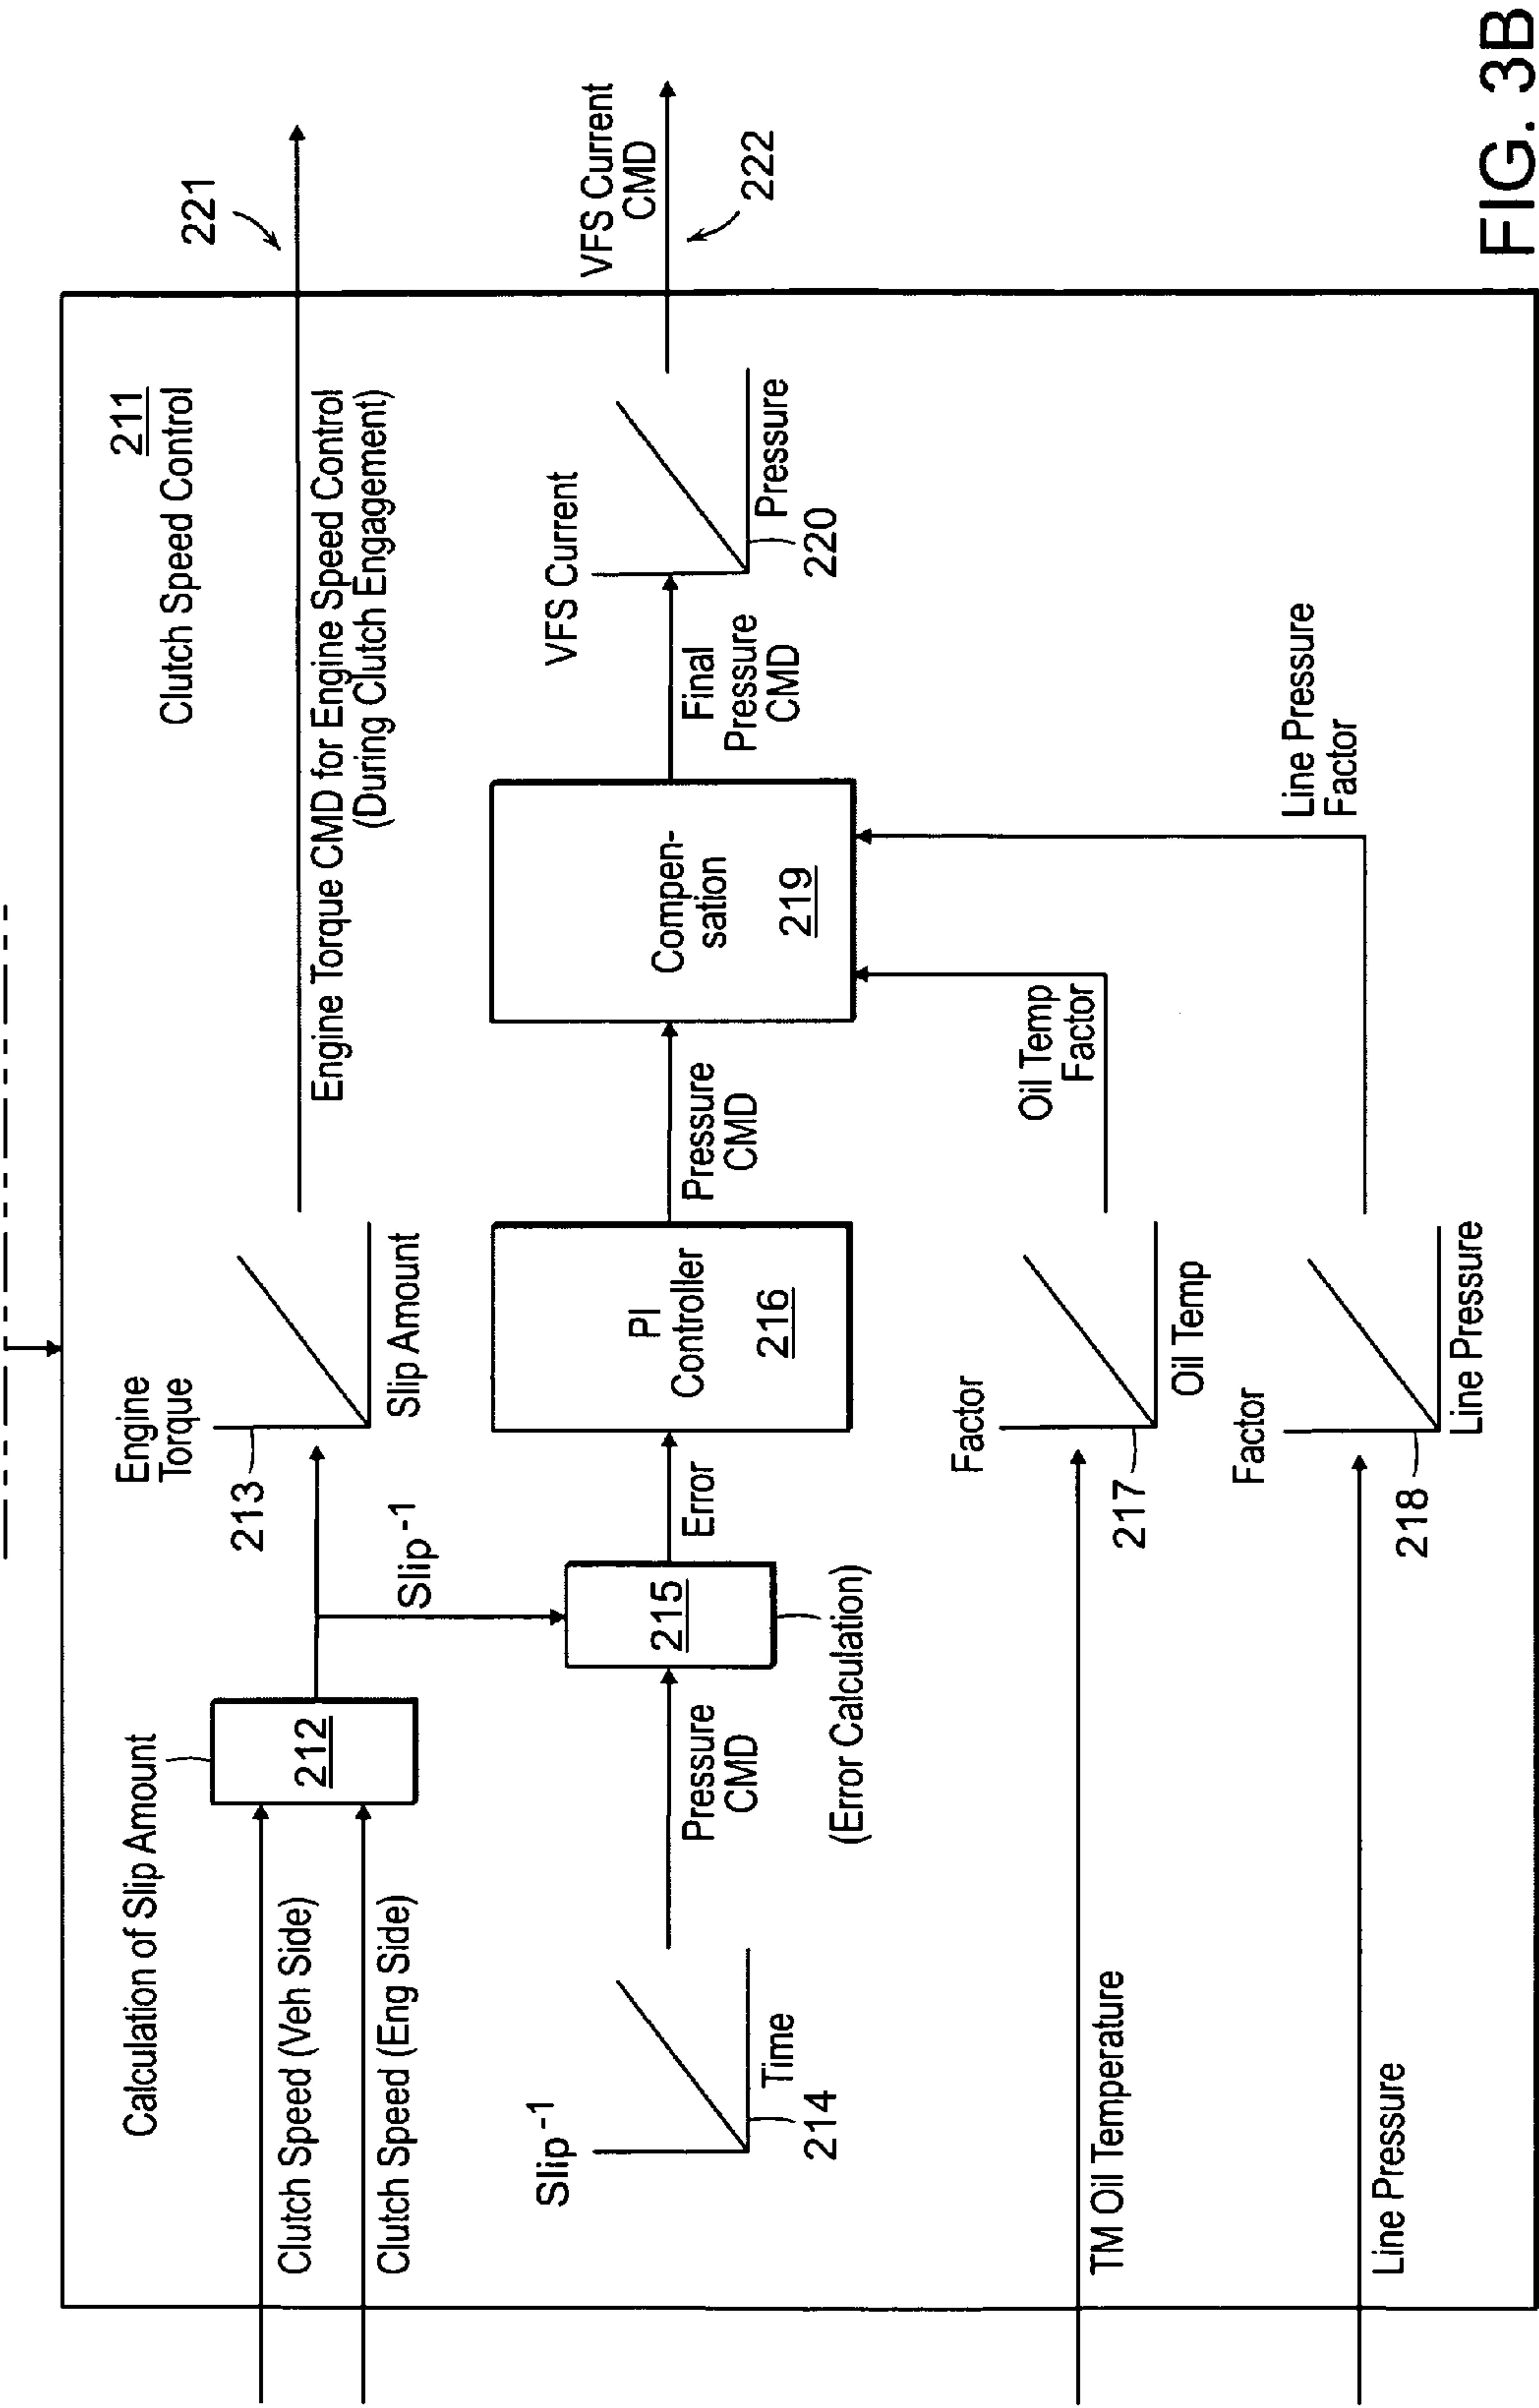 211
Clutch Speed Control
221
Engine Torque CMD for Engine Speed Control
(During Clutch Engagement)
Calculation of Slip Amount
212
Clutch Speed (Veh Side)
Clutch Speed (Eng Side)
Engine
Torque
213
Slip Amount
Slip-1
Slip-1
Time
214
Pressure
CMD
215
(Error Calculation)
Error
PI
Controller
216
Pressure
CMD
Compen-
sation
219
Final
Pressure
CMD
VFS Current
Pressure
220
VFS Current
CMD
222
TM Oil Temperature
Factor
217
Oil Temp
Oil Temp
Factor
Line Pressure
Factor
218
Line Pressure
Line Pressure
Factor
FIG. 3B